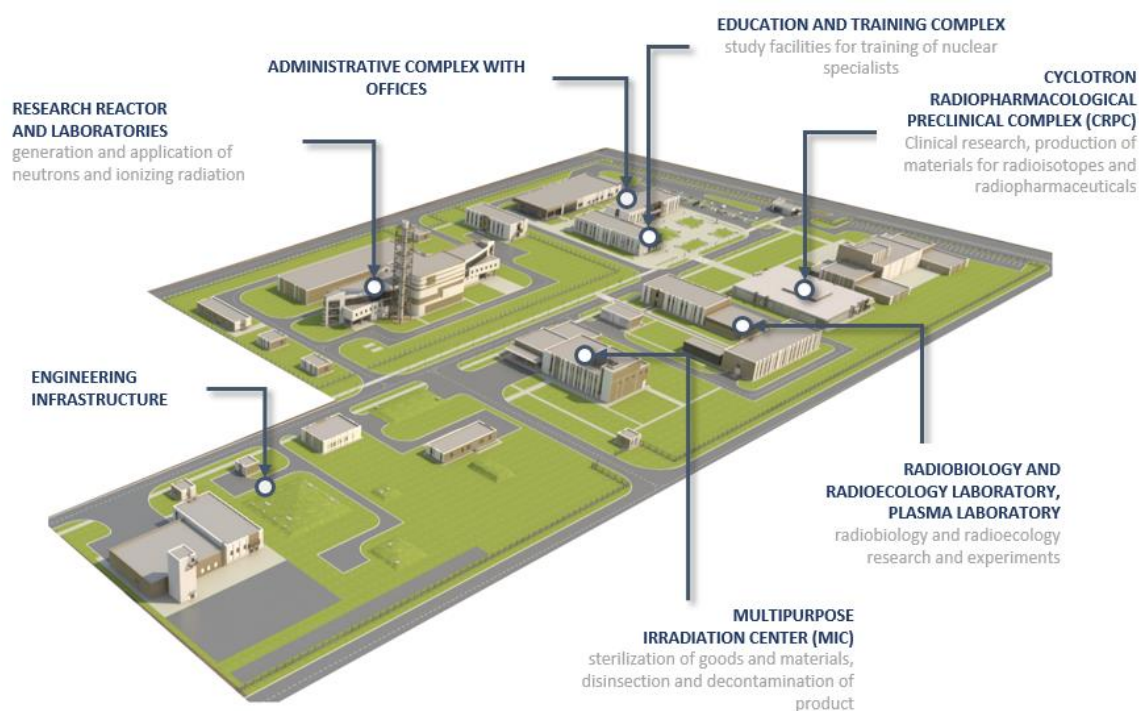 EDUCATION AND TRAINING COMPLEX
study facilities for training of nuclear
specialists
ADMINISTRATIVE COMPLEX WITH
OFFICES
CYCLOTRON
RADIOPHARMACOLOGICAL
PRECLINICAL COMPLEX (CRPC)
Clinical research, production of
materials for radioisotopes and
radiopharmaceuticals
RESEARCH REACTOR
AND LABORATORIES
generation and application of
neutrons and ionizing radiation
ENGINEERING
INFRASTRUCTURE
RADIOBIOLOGY AND
RADIOECOLOGY LABORATORY,
PLASMA LABORATORY
radiobiology and radioecology
research and experiments
MULTIPURPOSE
IRRADIATION CENTER (MIC)
sterilization of goods and materials,
disinsection and decontamination of
product